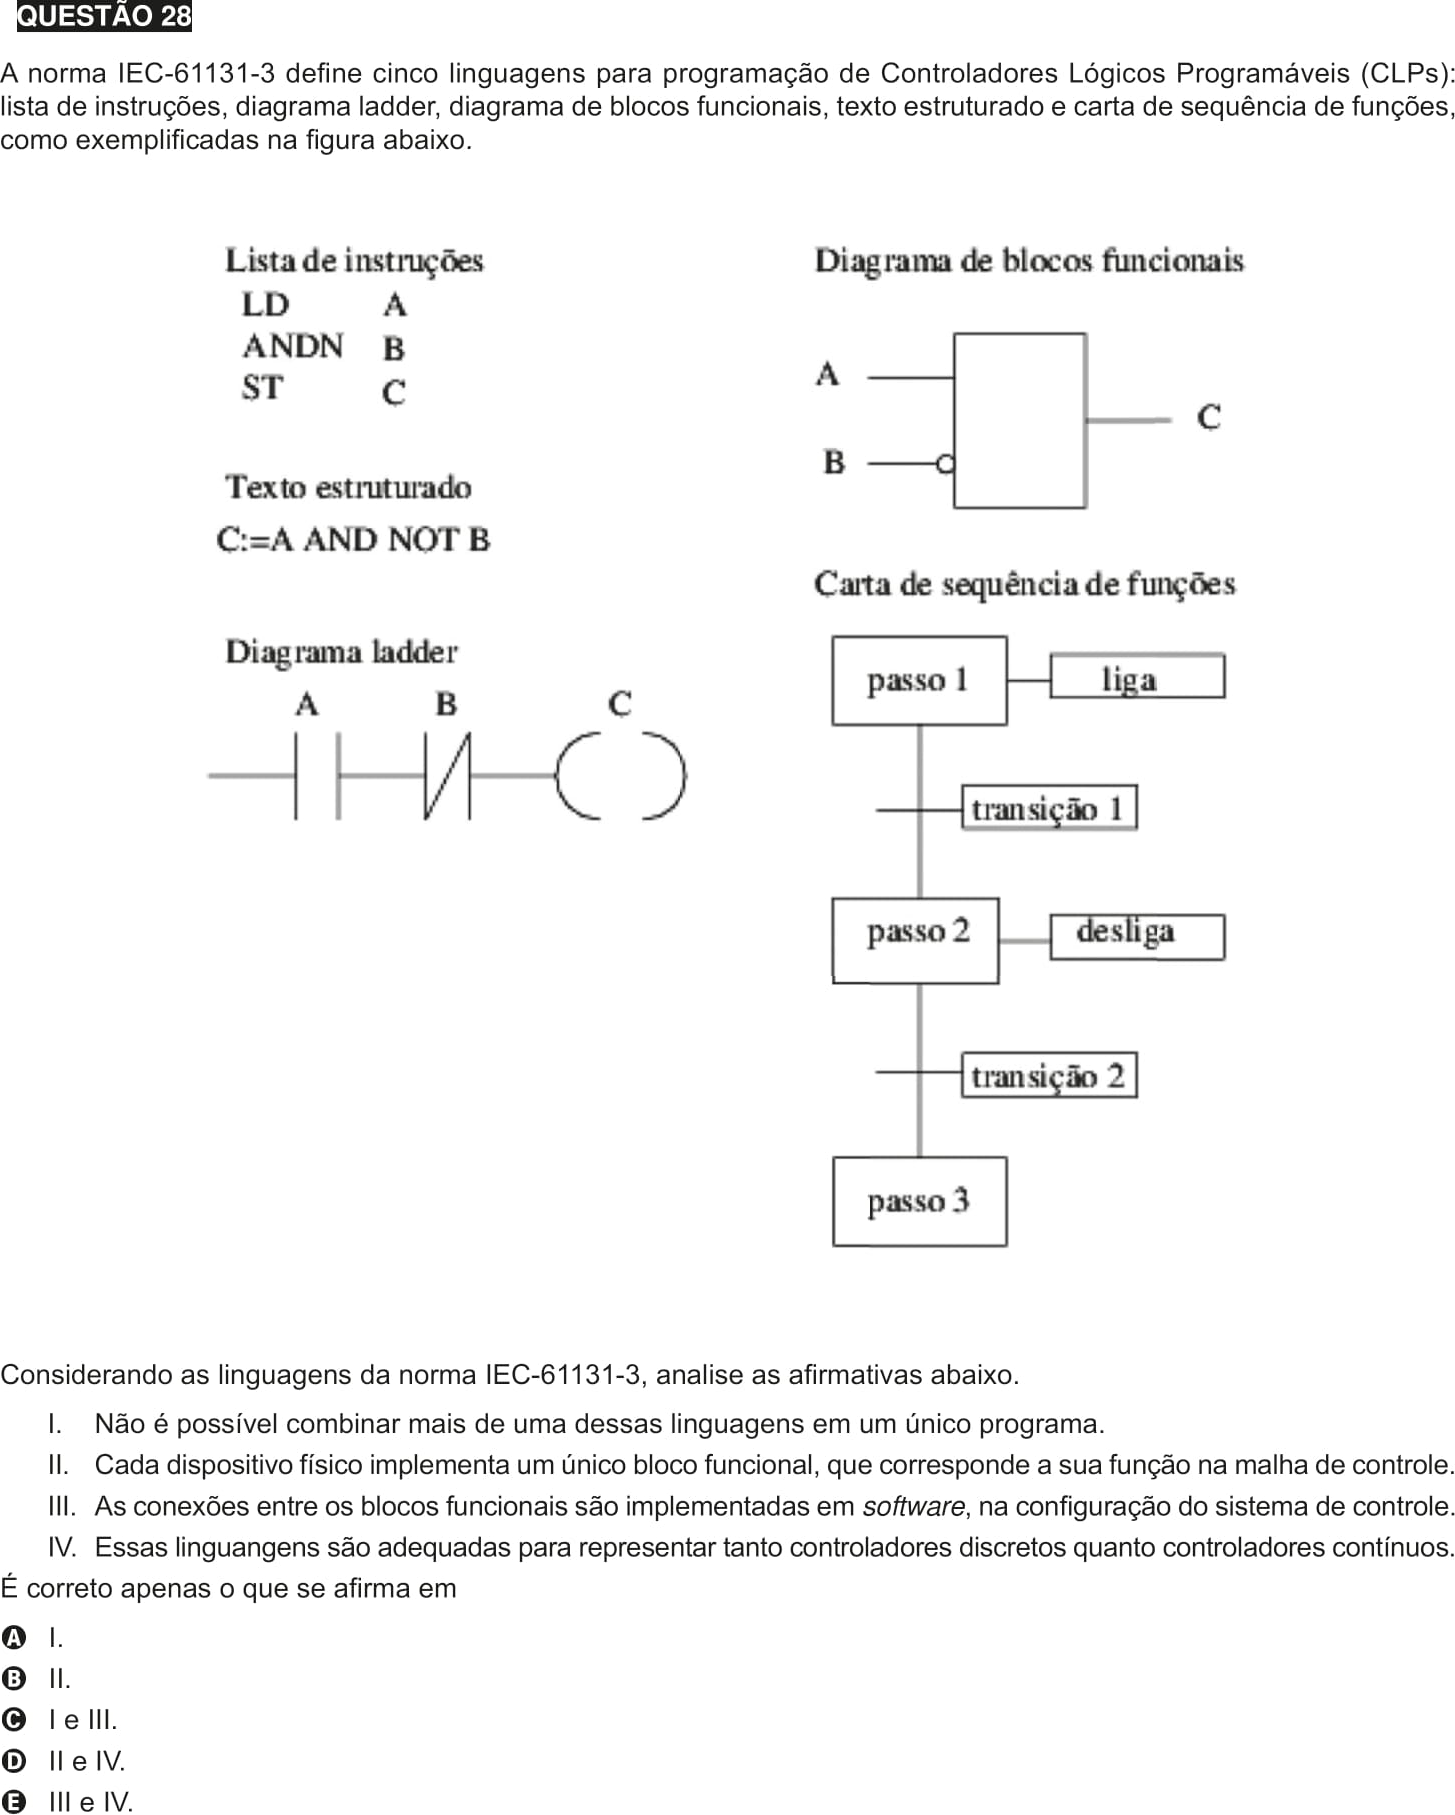 QUESTÃO 28
A norma IEC-61131-3 define cinco linguagens para programação de Controladores Lógicos Programáveis (CLPs):
lista de instruções, diagrama ladder, diagrama de blocos funcionais, texto estruturado e carta de sequência de funções,
como exemplificadas na figura abaixo.
Lista de instruções
LD A
ANDN B
ST C
Texto estruturado
C:=A AND NOT B
Diagrama ladder
A B C
Diagrama de blocos funcionais
A
B
C
Carta de sequência de funções
passo 1 liga
transição 1
passo 2 desliga
transição 2
passo 3
Considerando as linguagens da norma IEC-61131-3, analise as afirmativas abaixo.
I. Não é possível combinar mais de uma dessas linguagens em um único programa.
II. Cada dispositivo físico implementa um único bloco funcional, que corresponde a sua função na malha de controle.
III. As conexões entre os blocos funcionais são implementadas em software, na configuração do sistema de controle.
IV. Essas linguangens são adequadas para representar tanto controladores discretos quanto controladores contínuos.
É correto apenas o que se afirma em
A I.
B II.
C I e III.
D II e IV.
E III e IV.